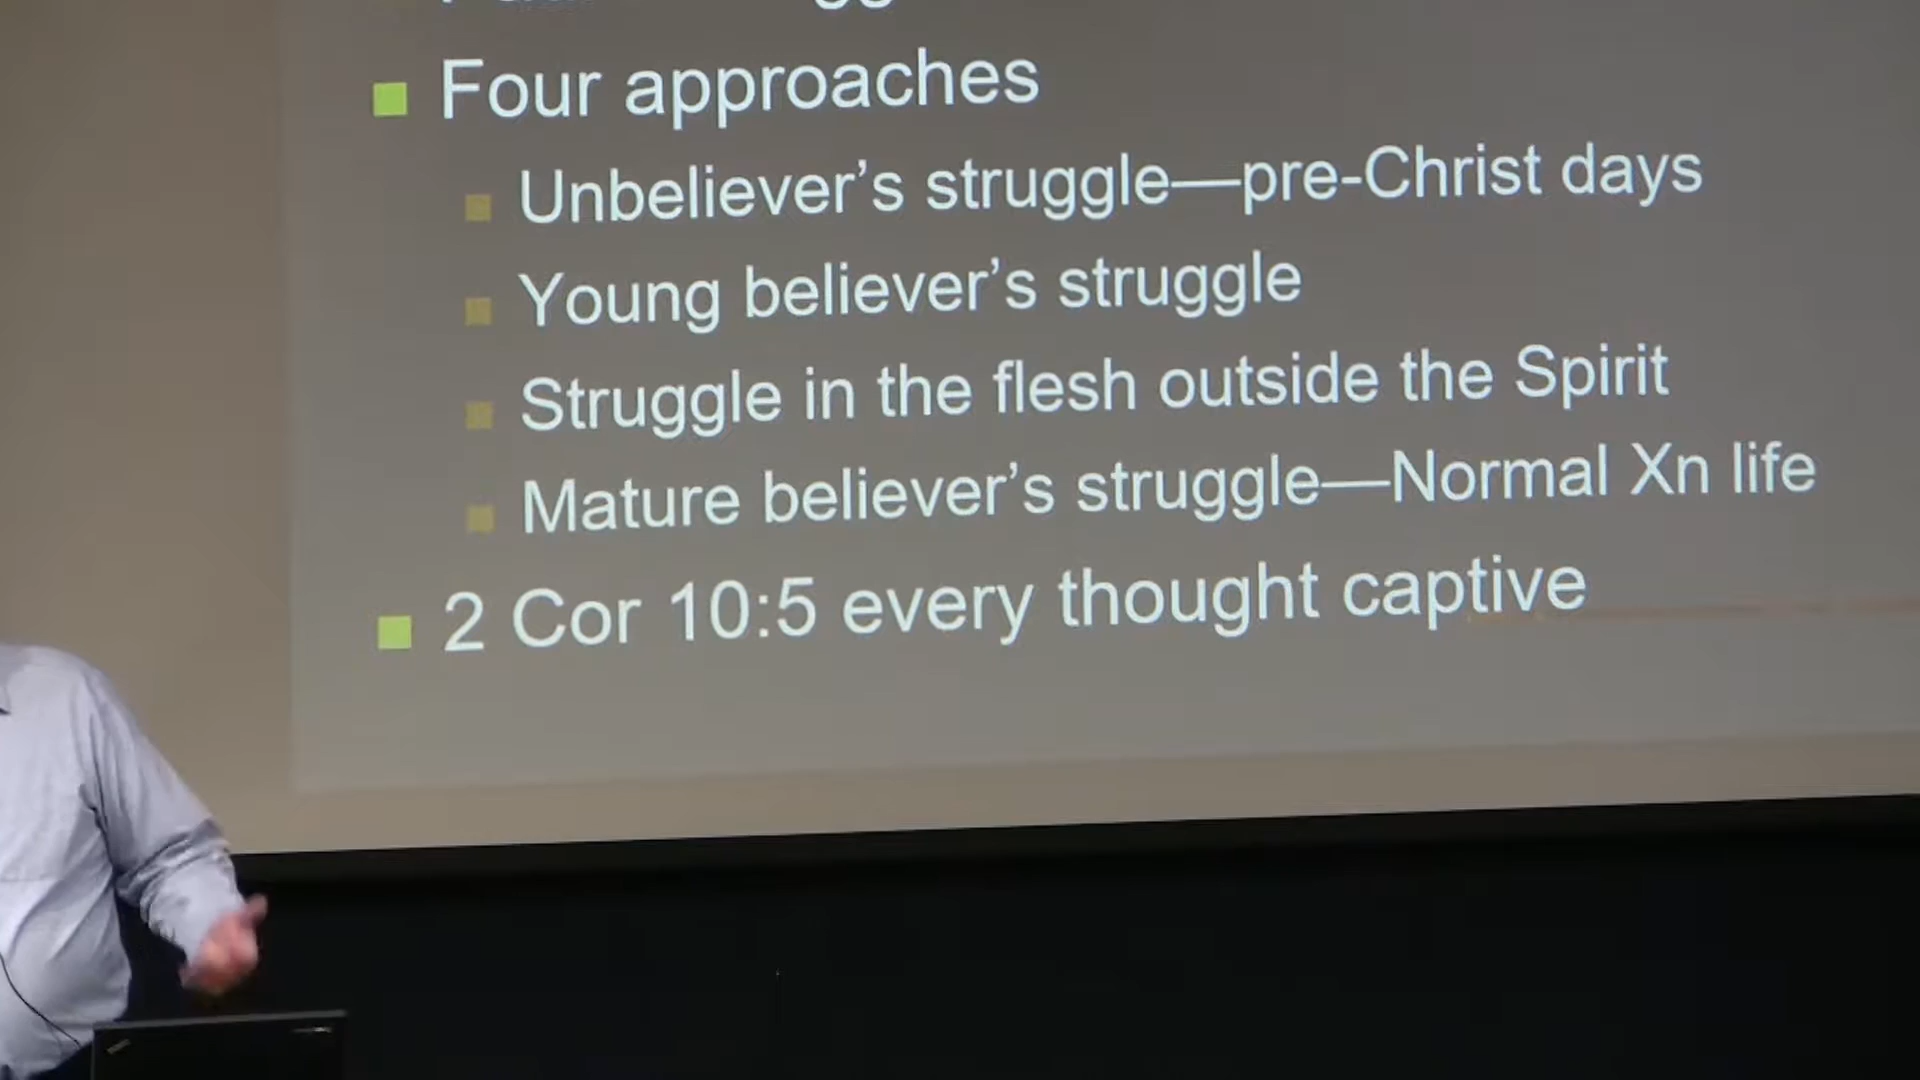 Four approaches
Unbeliever’s struggle—pre-Christ days
Young believer’s struggle
Struggle in the flesh outside the Spirit
Mature believer’s struggle—Normal Xn life
2 Cor 10:5 every thought captive